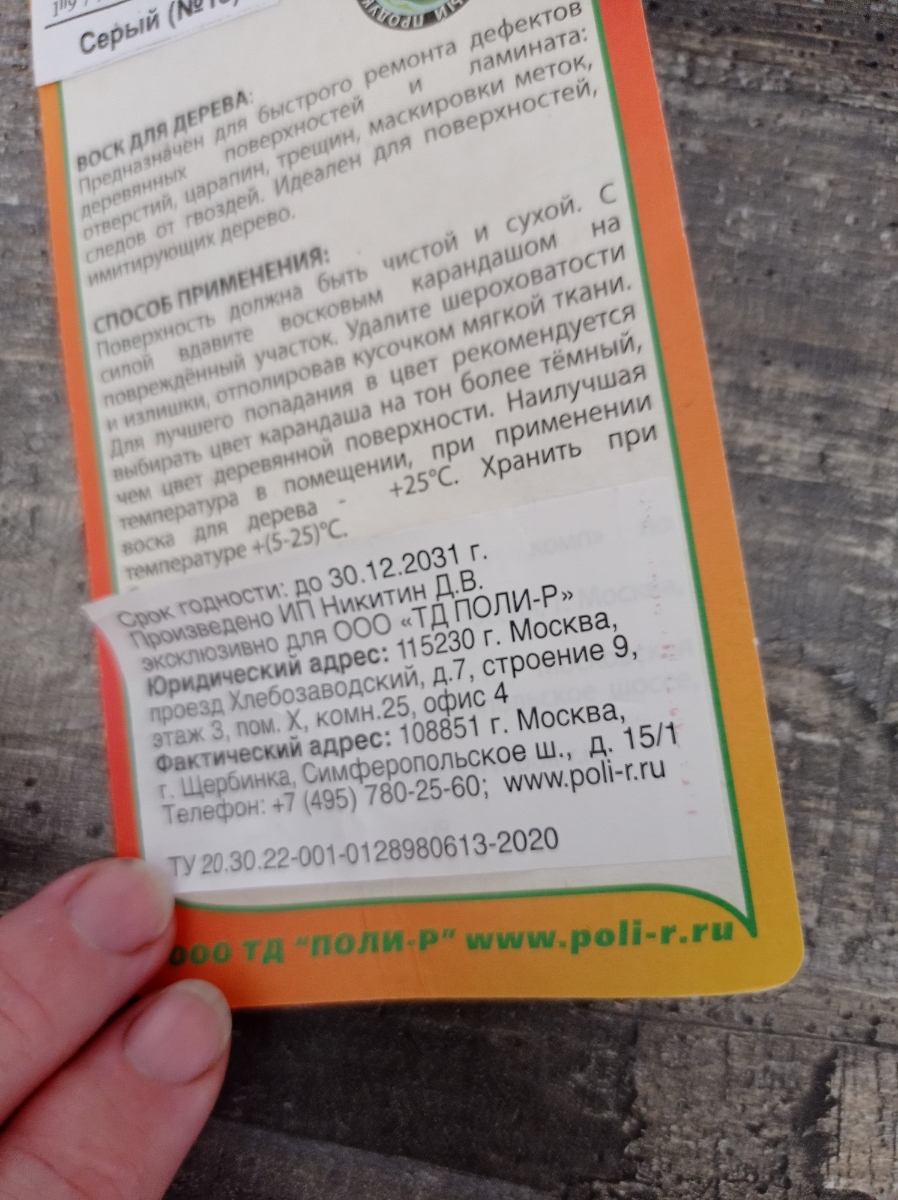 Серый
ВОСК ДЛЯ ДЕРЕВА:
Предназначен для быстрого ремонта дефектов
деревянных поверхностей и ламината:
отверстий, царапин, трещин, маскировки меток,
следов от гвоздей. Идеален для поверхностей,
имитирующих дерево.
СПОСОБ ПРИМЕНЕНИЯ:
Поверхность должна быть чистой и сухой. С
силой вдавите восковым карандашом на
повреждённый участок. Удалите шероховатости
и излишки, отполировав кусочком мягкой ткани.
Для лучшего попадания в цвет рекомендуется
выбирать цвет карандаша на тон более тёмный,
чем цвет деревянной поверхности. Наилучшая
температура в помещении, при применении
воска для дерева - +25°С. Хранить при
температуре +(5-25)°С.
Срок годности: до 30.12.2031 г.
Произведено ИП Никитин Д.В.
эксклюзивно для ООО «ТД ПОЛИ-Р»
Юридический адрес: 115230 г. Москва,
проезд Хлебозаводский, д.7, строение 9,
этаж 3, пом. X, комн.25, офис 4
Фактический адрес: 108851 г. Москва,
г. Щербинка, Симферопольское ш., д. 15/1
Телефон: +7 (495) 780-25-60; www.poli-r.ru
ТУ 20.30.22-001-0128980613-2020
ООО ТД "ПОЛИ-Р" www.poli-r.ru